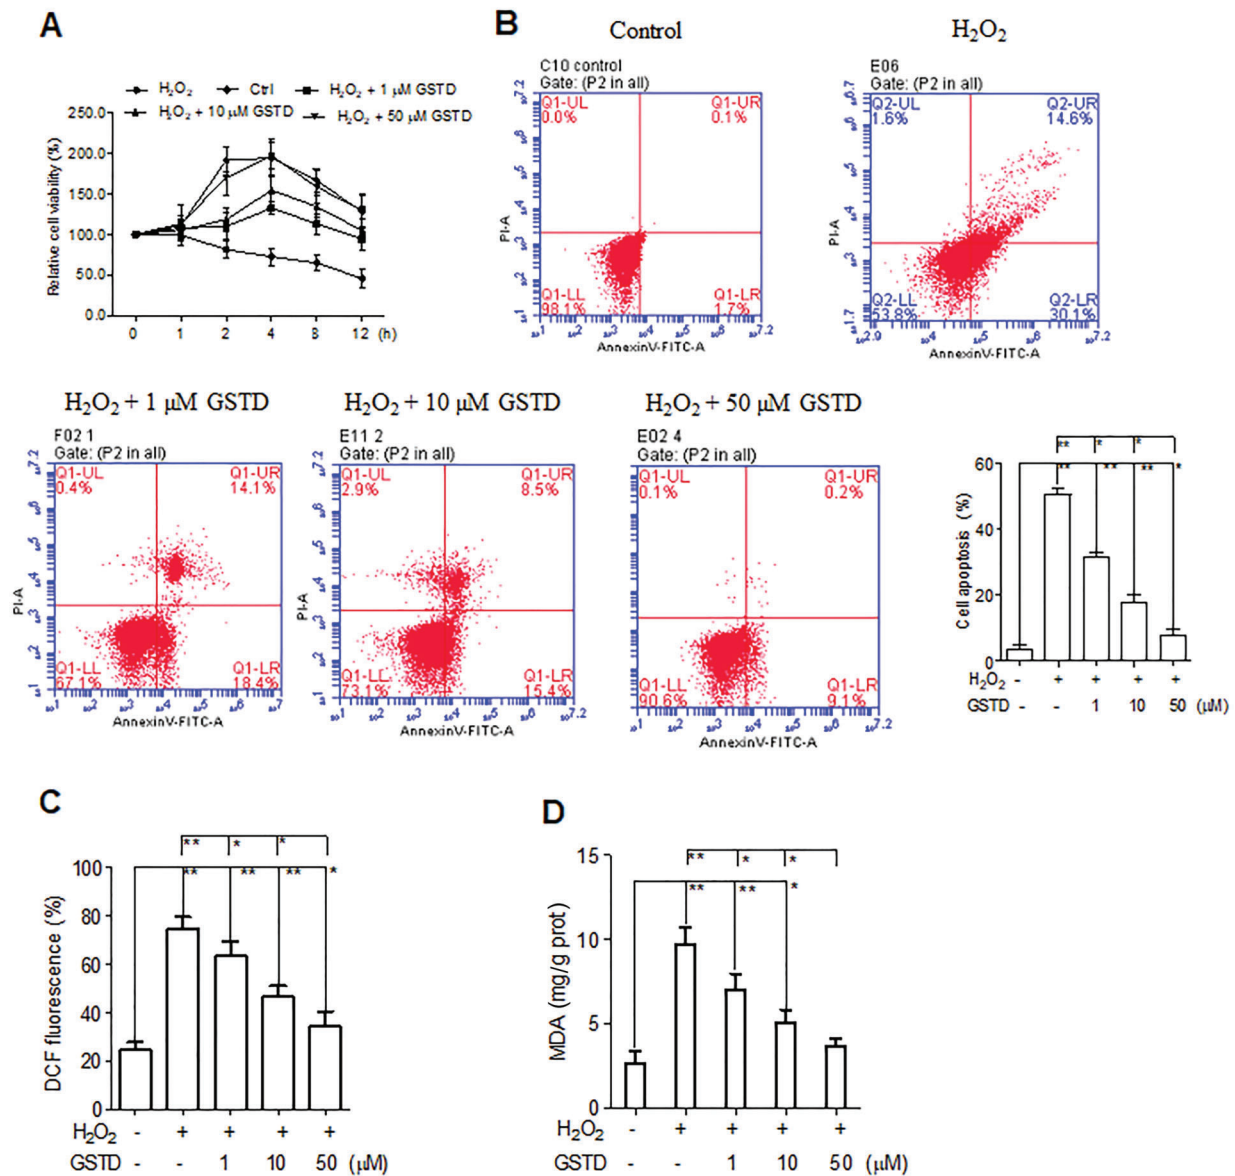 A
H₂O₂ Ctrl H₂O₂ + 1 μM GSTD
H₂O₂ + 10 μM GSTD H₂O₂ + 50 μM GSTD
Relative cell viability (%)
250.0
200.0
150.0
100.0
50.0
0.0
0 1 2 4 8 12 (h)
B
Control
C10 control
Gate: (P2 in all)
Q1-UL Q1-UR
0.0% 0.1%
Q1-LL Q1-LR
98.1% 1.7%
PI-A
AnnexinV-FITC-A
H₂O₂
E06
Gate: (P2 in all)
Q2-UL Q2-UR
1.6% 14.6%
Q2-LL Q2-LR
53.8% 30.1%
PI-A
AnnexinV-FITC-A
H₂O₂ + 1 μM GSTD
F02 1
Gate: (P2 in all)
Q1-UL Q1-UR
0.4% 14.1%
Q1-LL Q1-LR
67.1% 18.4%
PI-A
AnnexinV-FITC-A
H₂O₂ + 10 μM GSTD
E11 2
Gate: (P2 in all)
Q1-UL Q1-UR
2.9% 8.5%
Q1-LL Q1-LR
73.1% 15.4%
PI-A
AnnexinV-FITC-A
H₂O₂ + 50 μM GSTD
E02 4
Gate: (P2 in all)
Q1-UL Q1-UR
0.1% 0.2%
Q1-LL Q1-LR
90.6% 9.1%
PI-A
AnnexinV-FITC-A
** * * *
** ** ** *
Cell apoptosis (%)
60
40
20
0
H₂O₂ - + + + +
GSTD - - 1 10 50 (μM)
C
** * *
** ** ** *
DCF fluorescence (%)
100
80
60
40
20
0
H₂O₂ - + + + +
GSTD - - 1 10 50 (μM)
D
** * *
** ** *
MDA (mg/g prot)
15
10
5
0
H₂O₂ - + + + +
GSTD - - 1 10 50 (μM)